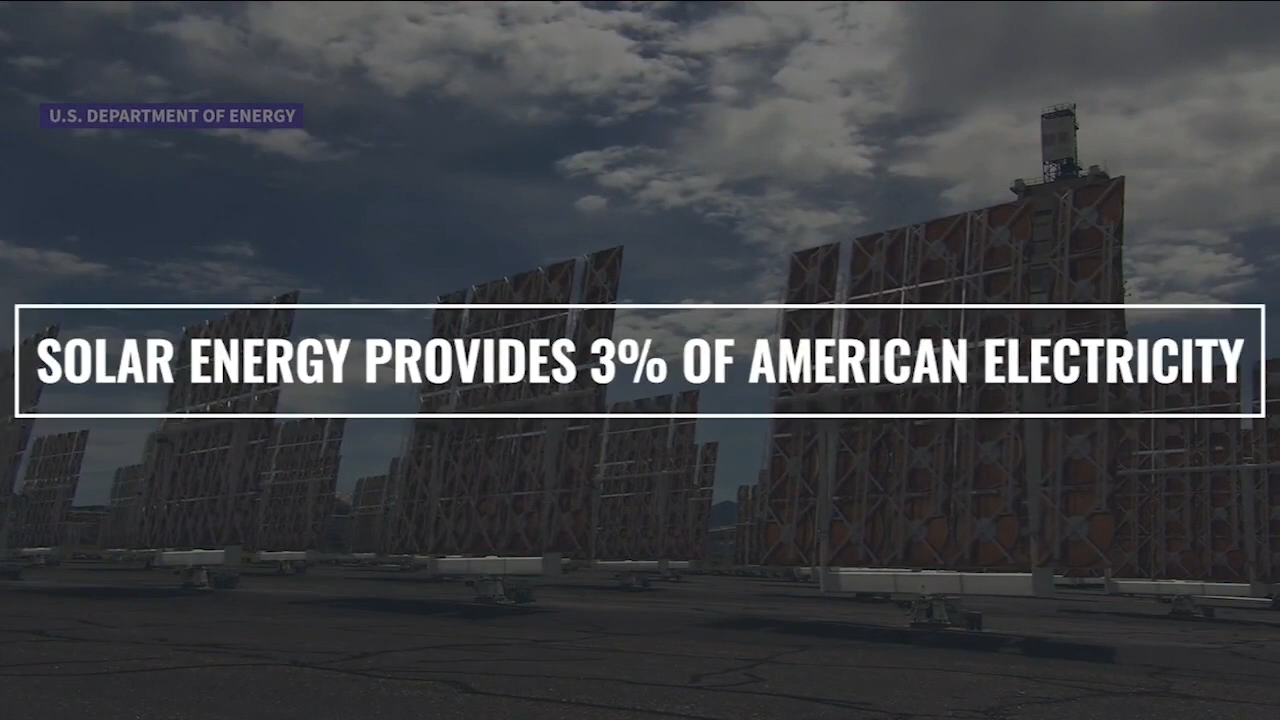 U.S. DEPARTMENT OF ENERGY
SOLAR ENERGY PROVIDES 3% OF AMERICAN ELECTRICITY